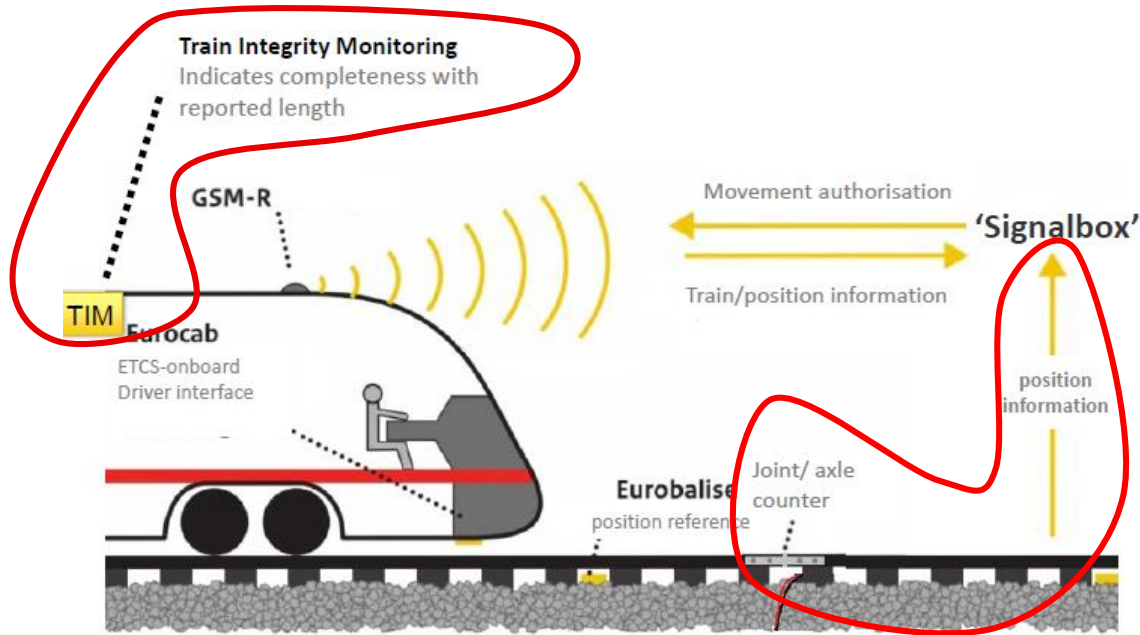 Train Integrity Monitoring
Indicates completeness with
reported length
GSM-R
Movement authorisation
'Signalbox'
Train/position information
TIM
Eurocab
ETCS-onboard
Driver interface
position
information
Joint/ axle
counter
Eurobalise
position reference